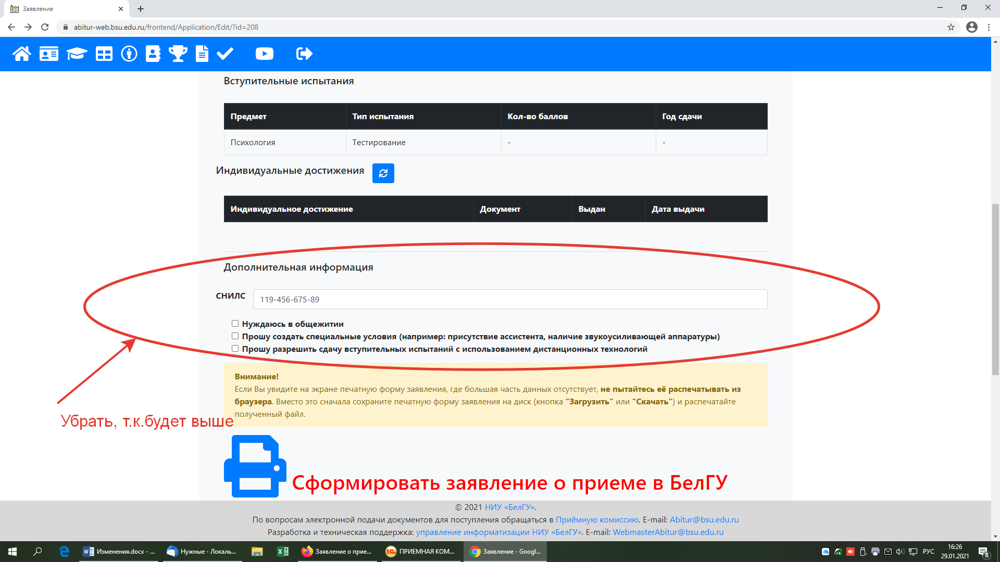 Заявление
abitur-web.bsu.edu.ru/frontend/Application/Edit/?id=208
Вступительные испытания
Предмет Тип испытания Кол-во баллов Год сдачи
Психология Тестирование - -
Индивидуальные достижения
Индивидуальное достижение Документ Выдан Дата выдачи
Дополнительная информация
СНИЛС 119-456-675-89
Нуждаюсь в общежитии
Прошу создать специальные условия (например: присутствие ассистента, наличие звукоусиливающей аппаратуры)
Прошу разрешить сдачу вступительных испытаний с использованием дистанционных технологий
Внимание!
Если Вы увидите на экране печатную форму заявления, где большая часть данных отсутствует, не пытайтесь её распечатывать из
браузера. Вместо это сначала сохраните печатную форму заявления на диск (кнопка "Загрузить" или "Скачать") и распечатайте
полученный файл.
Убрать, т.к.будет выше
Сформировать заявление о приеме в БелГУ
© 2021 НИУ «БелГУ».
По вопросам электронной подачи документов для поступления обращаться в Приёмную комиссию. E-mail: Abitur@bsu.edu.ru
Разработка и техническая поддержка: управление информатизации НИУ «БелГУ». E-mail: WebmasterAbitur@bsu.edu.ru
Изменения.docx - ... Нужные - Локаль... Заявление о прие... ПРИЕМНАЯ КОМ... Заявление - Googl... РУС 16:26 8
29.01.2021